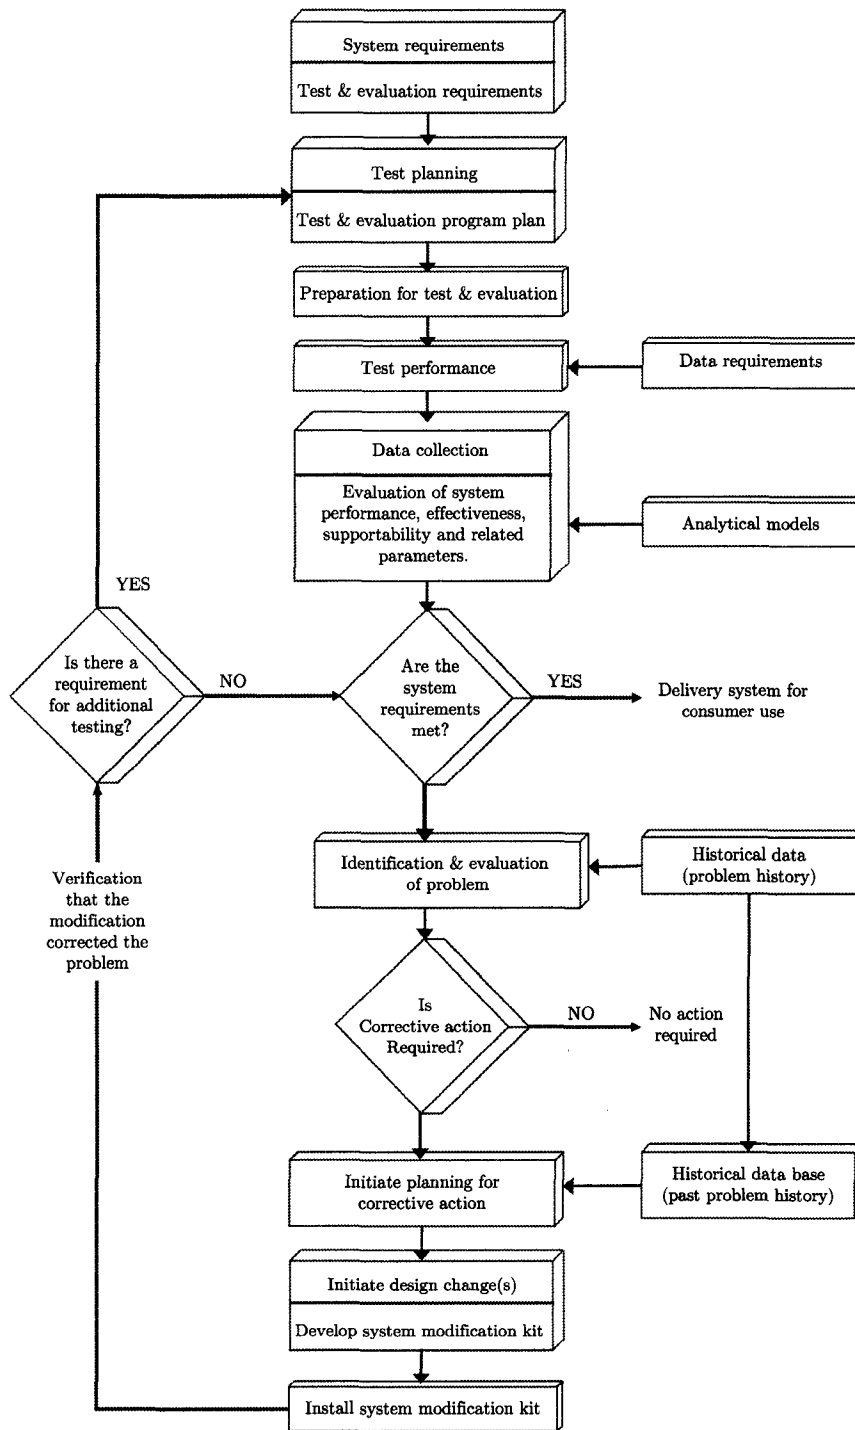 System requirements
Test & evaluation requirements
Test planning
Test & evaluation program plan
Preparation for test & evaluation
Test performance
Data requirements
Data collection
Evaluation of system
performance, effectiveness,
supportability and related
parameters.
Analytical models
YES
Is there a
requirement
for additional
testing?
NO
Are the
system
requirements
met?
YES
Delivery system for
consumer use
Identification & evaluation
of problem
Historical data
(problem history)
Verification
that the
modification
corrected the
problem
Is
Corrective action
Required?
NO
No action
required
Initiate planning for
corrective action
Historical data base
(past problem history)
Initiate design change(s)
Develop system modification kit
Install system modification kit